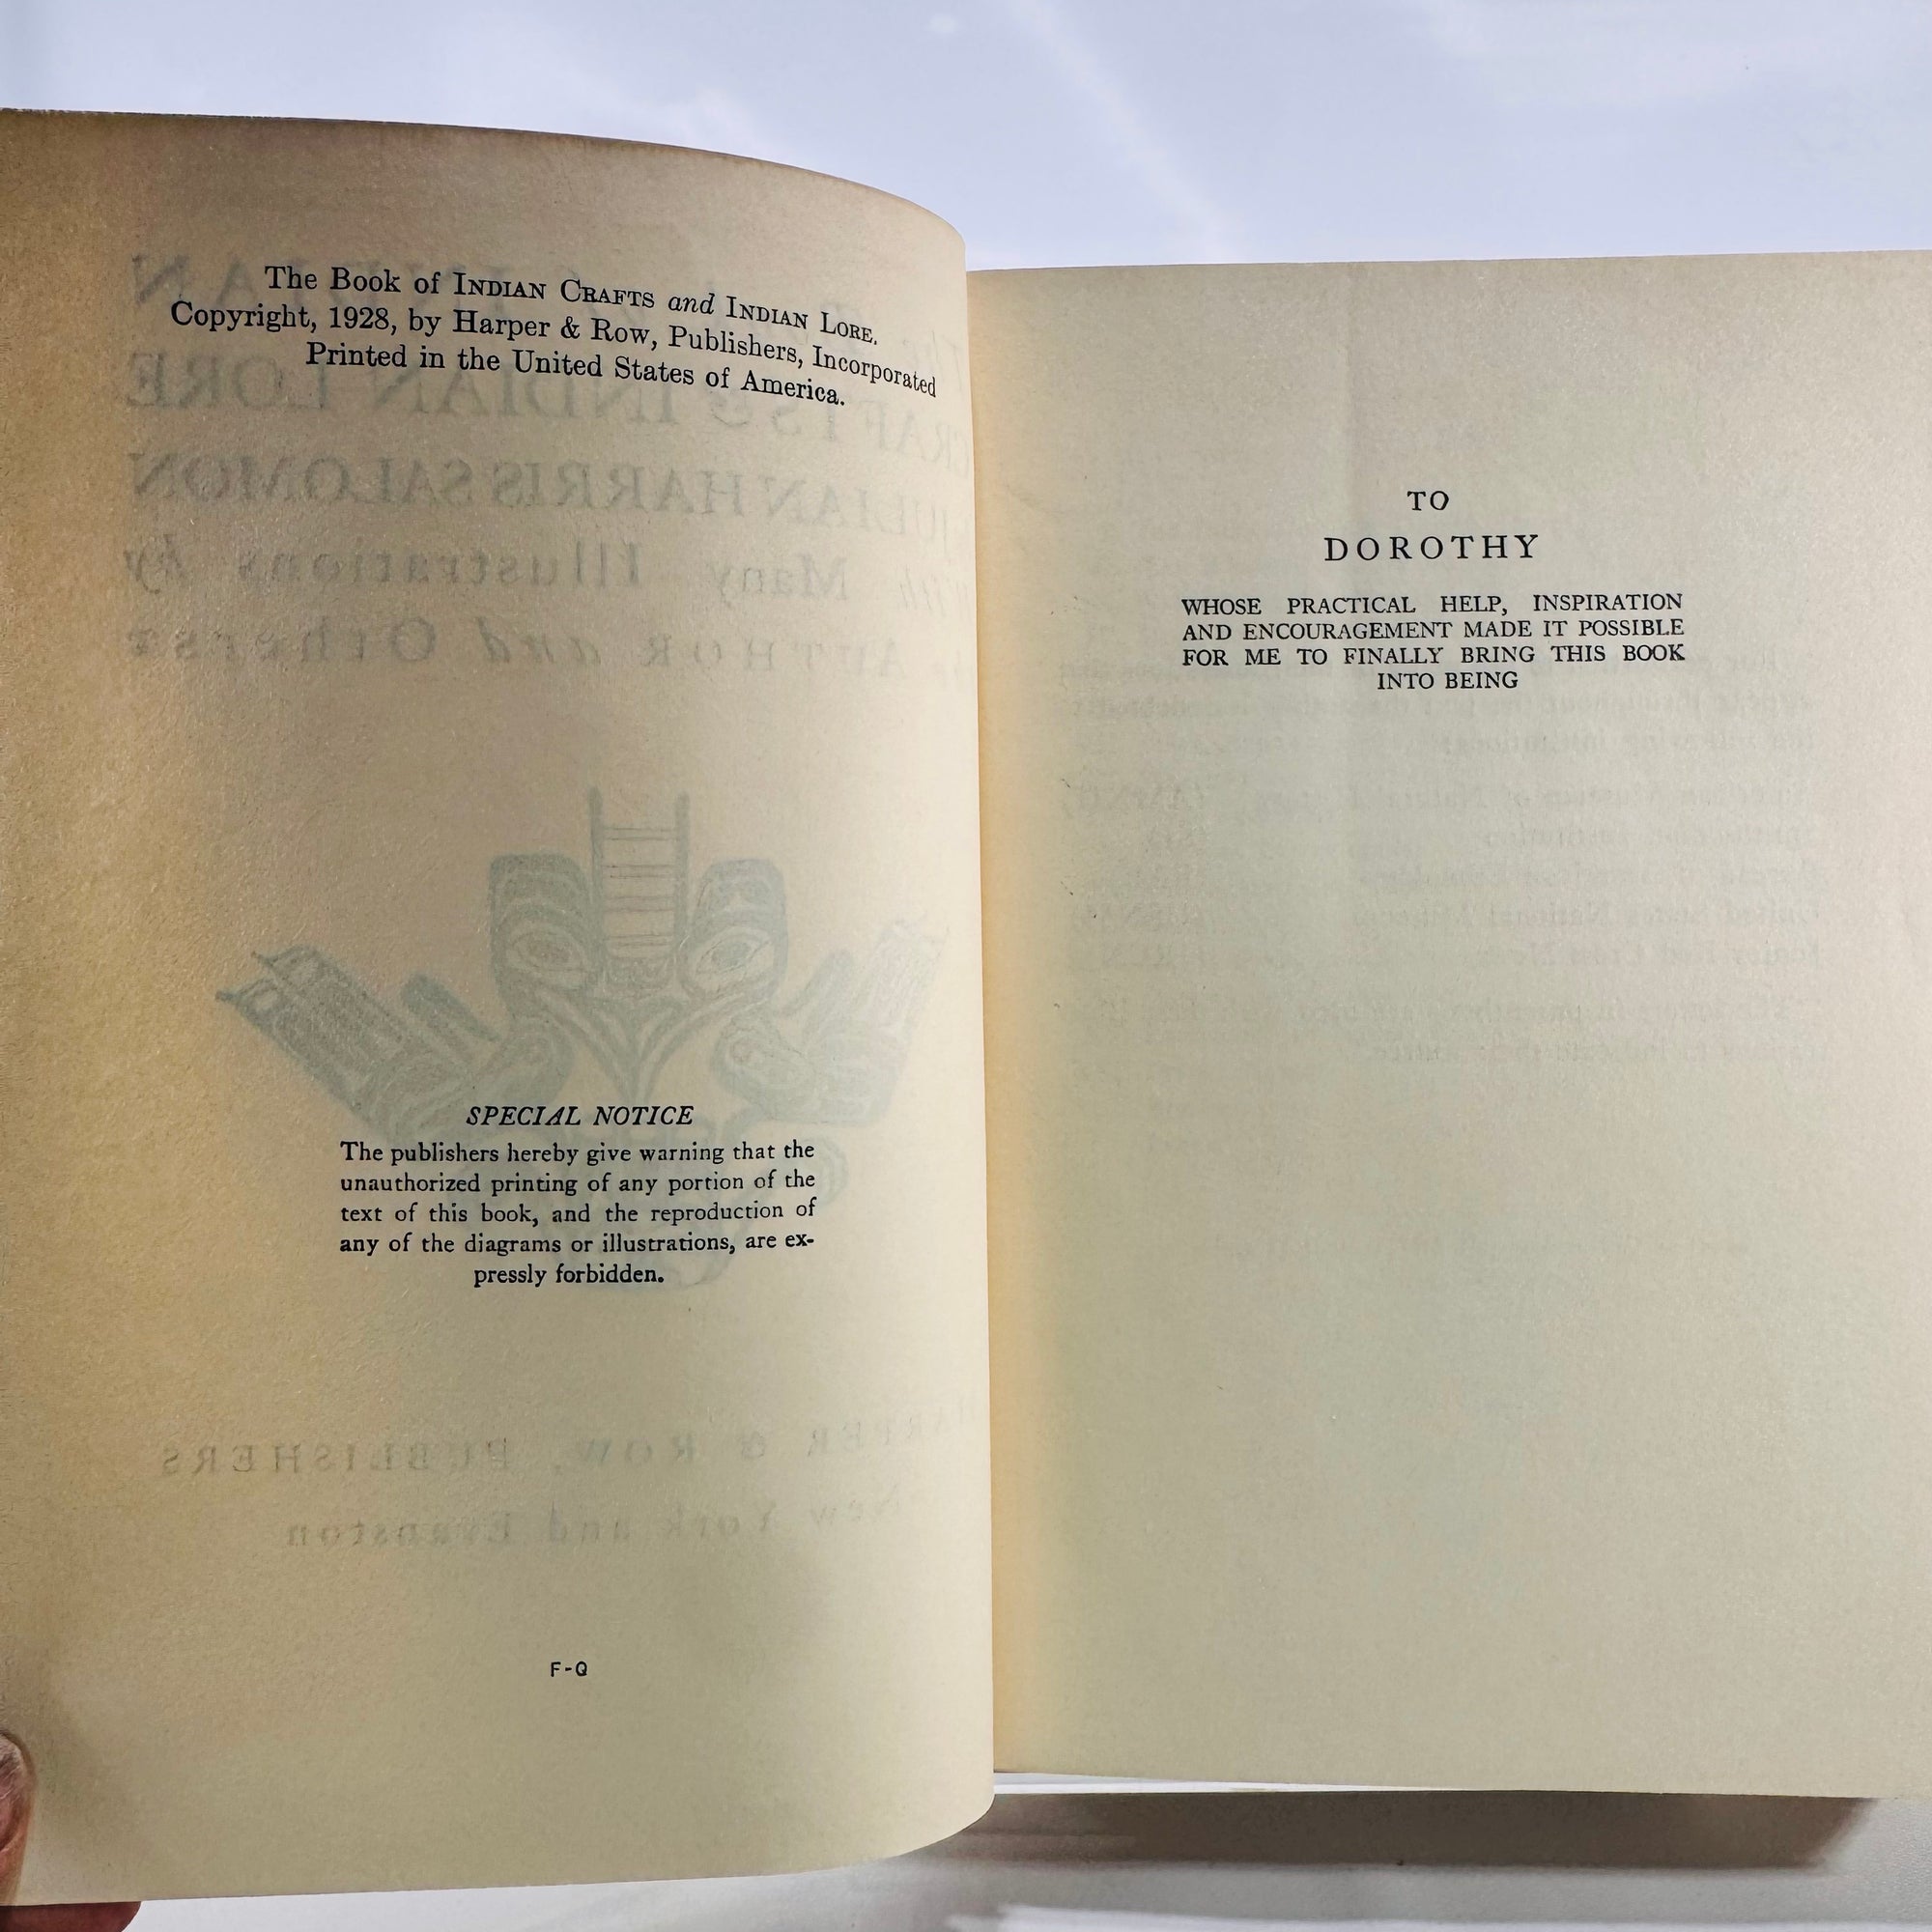 The Book of INDIAN CRAFTS and INDIAN LORE.
Copyright, 1928, by Harper & Row, Publishers, Incorporated
Printed in the United States of America.
SPECIAL NOTICE
The publishers hereby give warning that the
unauthorized printing of any portion of the
text of this book, and the reproduction of
any of the diagrams or illustrations, are ex-
pressly forbidden.
F-Q
TO
DOROTHY
WHOSE PRACTICAL HELP, INSPIRATION
AND ENCOURAGEMENT MADE IT POSSIBLE
FOR ME TO FINALLY BRING THIS BOOK
INTO BEING